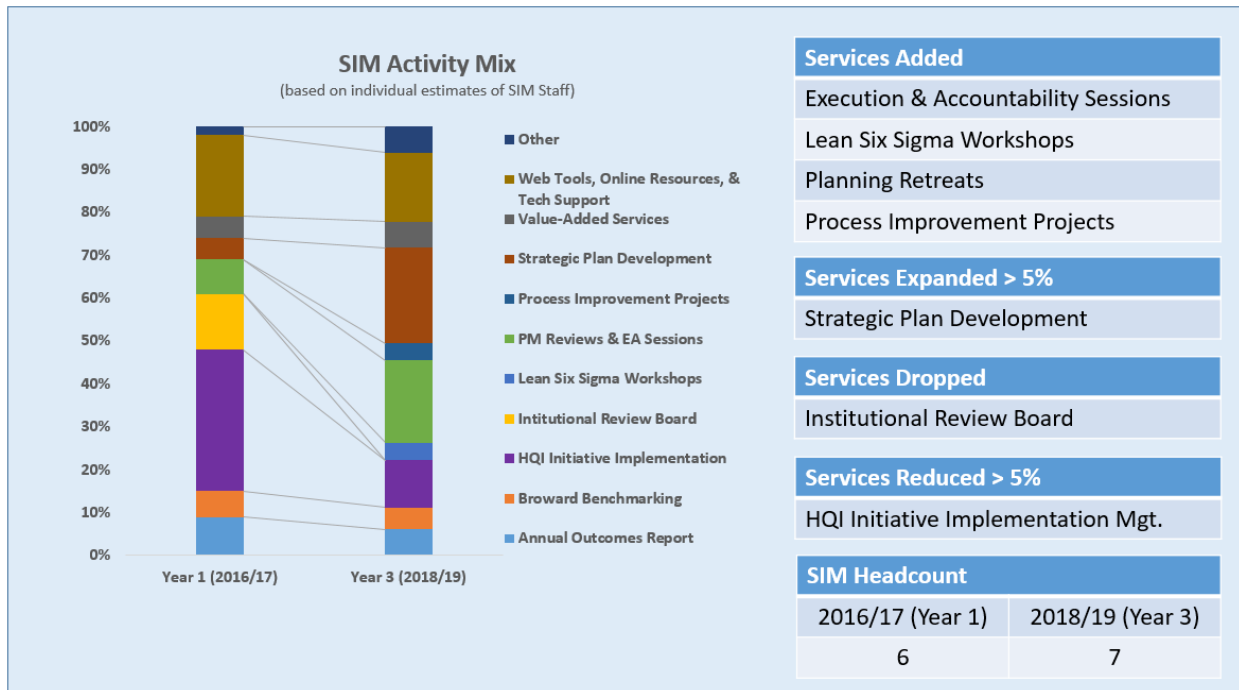 SIM Activity Mix
(based on individual estimates of SIM Staff)
100%
90%
80%
70%
60%
50%
40%
30%
20%
10%
0%
Year 1 (2016/17)
Year 3 (2018/19)
Other
Web Tools, Online Resources, &
Tech Support
Value-Added Services
Strategic Plan Development
Process Improvement Projects
PM Reviews & EA Sessions
Lean Six Sigma Workshops
Intitutional Review Board
HQI Initiative Implementation
Broward Benchmarking
Annual Outcomes Report
Services Added
Execution & Accountability Sessions
Lean Six Sigma Workshops
Planning Retreats
Process Improvement Projects
Services Expanded > 5%
Strategic Plan Development
Services Dropped
Institutional Review Board
Services Reduced > 5%
HQI Initiative Implementation Mgt.
SIM Headcount
2016/17 (Year 1)
2018/19 (Year 3)
6
7